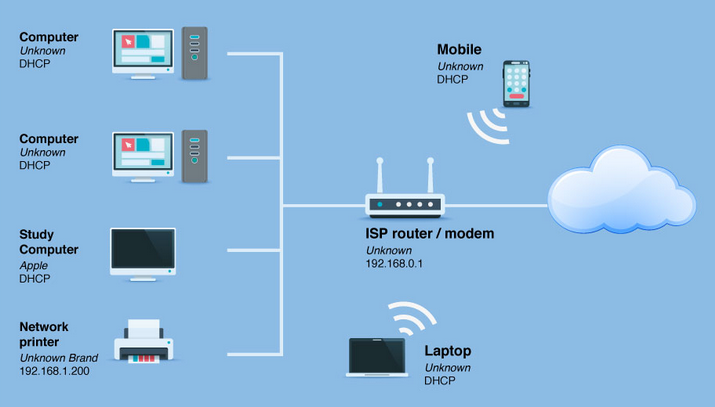 Computer
Unknown
DHCP
Computer
Unknown
DHCP
Study
Computer
Apple
DHCP
Network
printer
Unknown Brand
192.168.1.200
Mobile
Unknown
DHCP
ISP router / modem
Unknown
192.168.0.1
Laptop
Unknown
DHCP